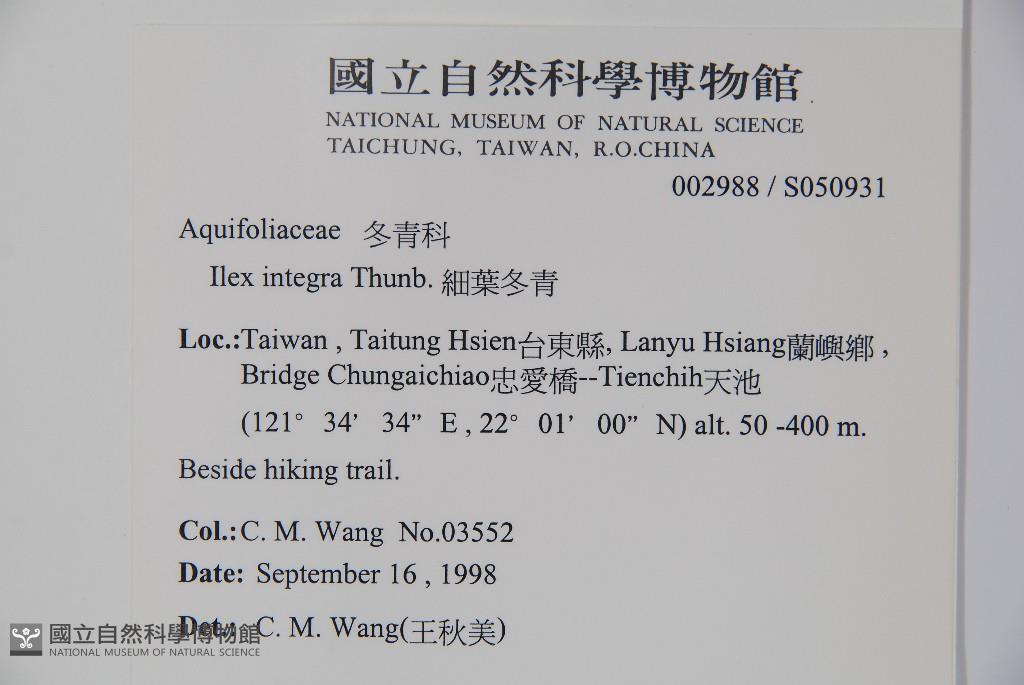 國立自然科學博物館
NATIONAL MUSEUM OF NATURAL SCIENCE
TAICHUNG, TAIWAN, R.O.CHINA
002988 / S050931
Aquifoliaceae 冬青科
Ilex integra Thunb. 細葉冬青
Loc.:Taiwan , Taitung Hsien台東縣, Lanyu Hsiang蘭嶼鄉 ,
Bridge Chungaichiao忠愛橋--Tienchih天池
(121° 34’ 34” E , 22° 01’ 00” N) alt. 50 -400 m.
Beside hiking trail.
Col.: C. M. Wang No.03552
Date: September 16 , 1998
Det.: C. M. Wang(王秋美)
國立自然科學博物館
NATIONAL MUSEUM OF NATURAL SCIENCE